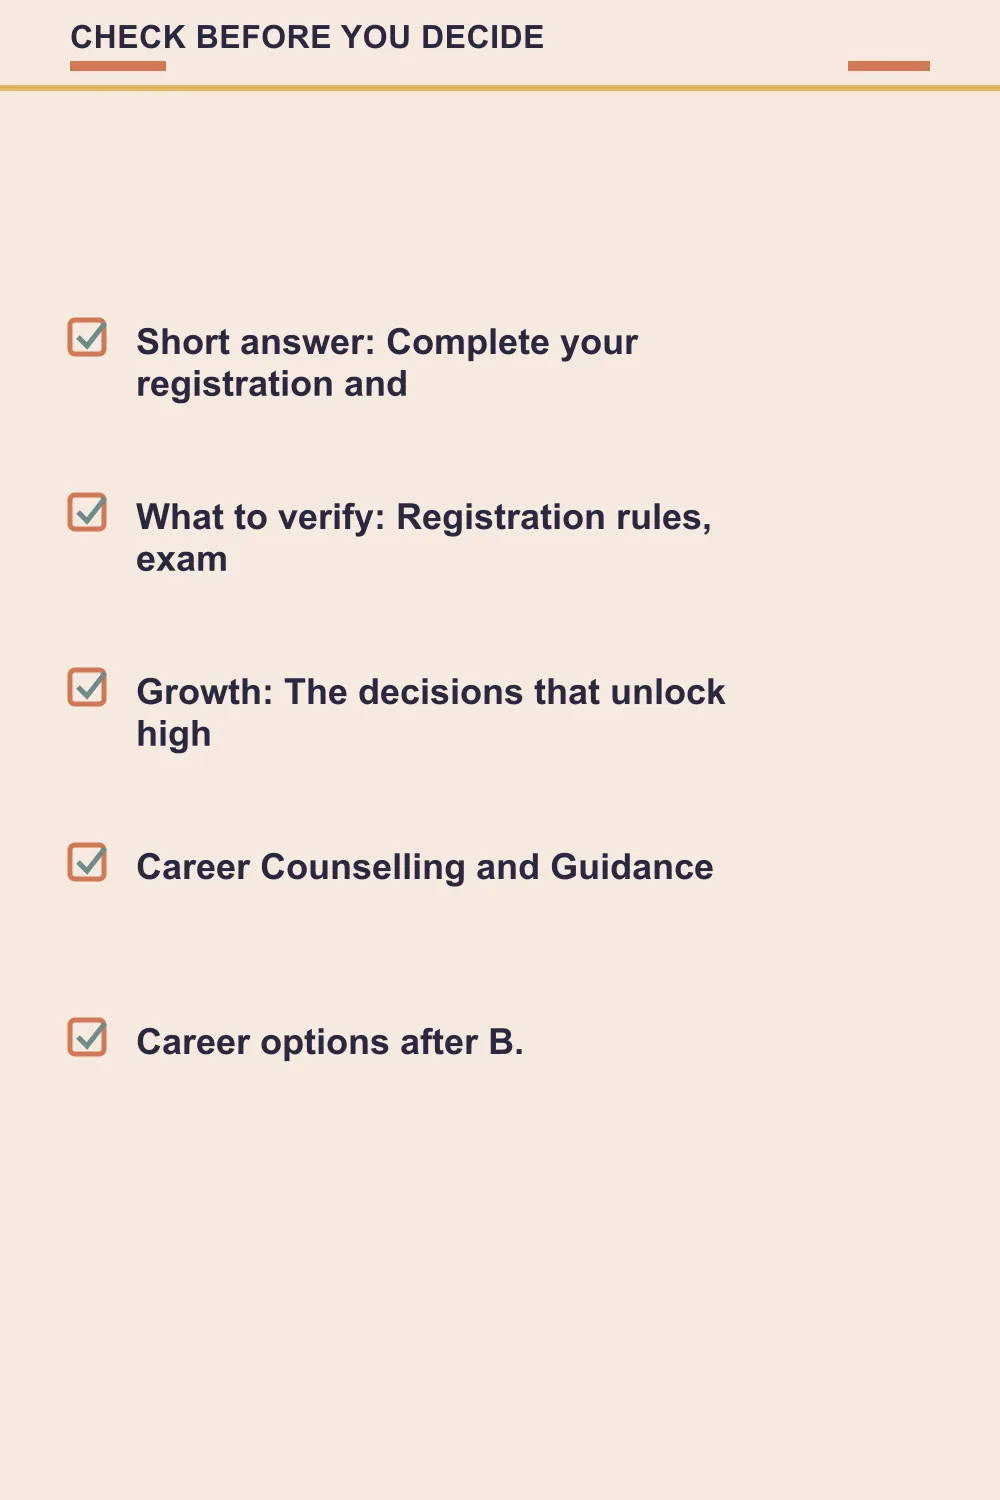 CHECK BEFORE YOU DECIDE
Short answer: Complete your
registration and
What to verify: Registration rules,
exam
Growth: The decisions that unlock
high
Career Counselling and Guidance
Career options after B.